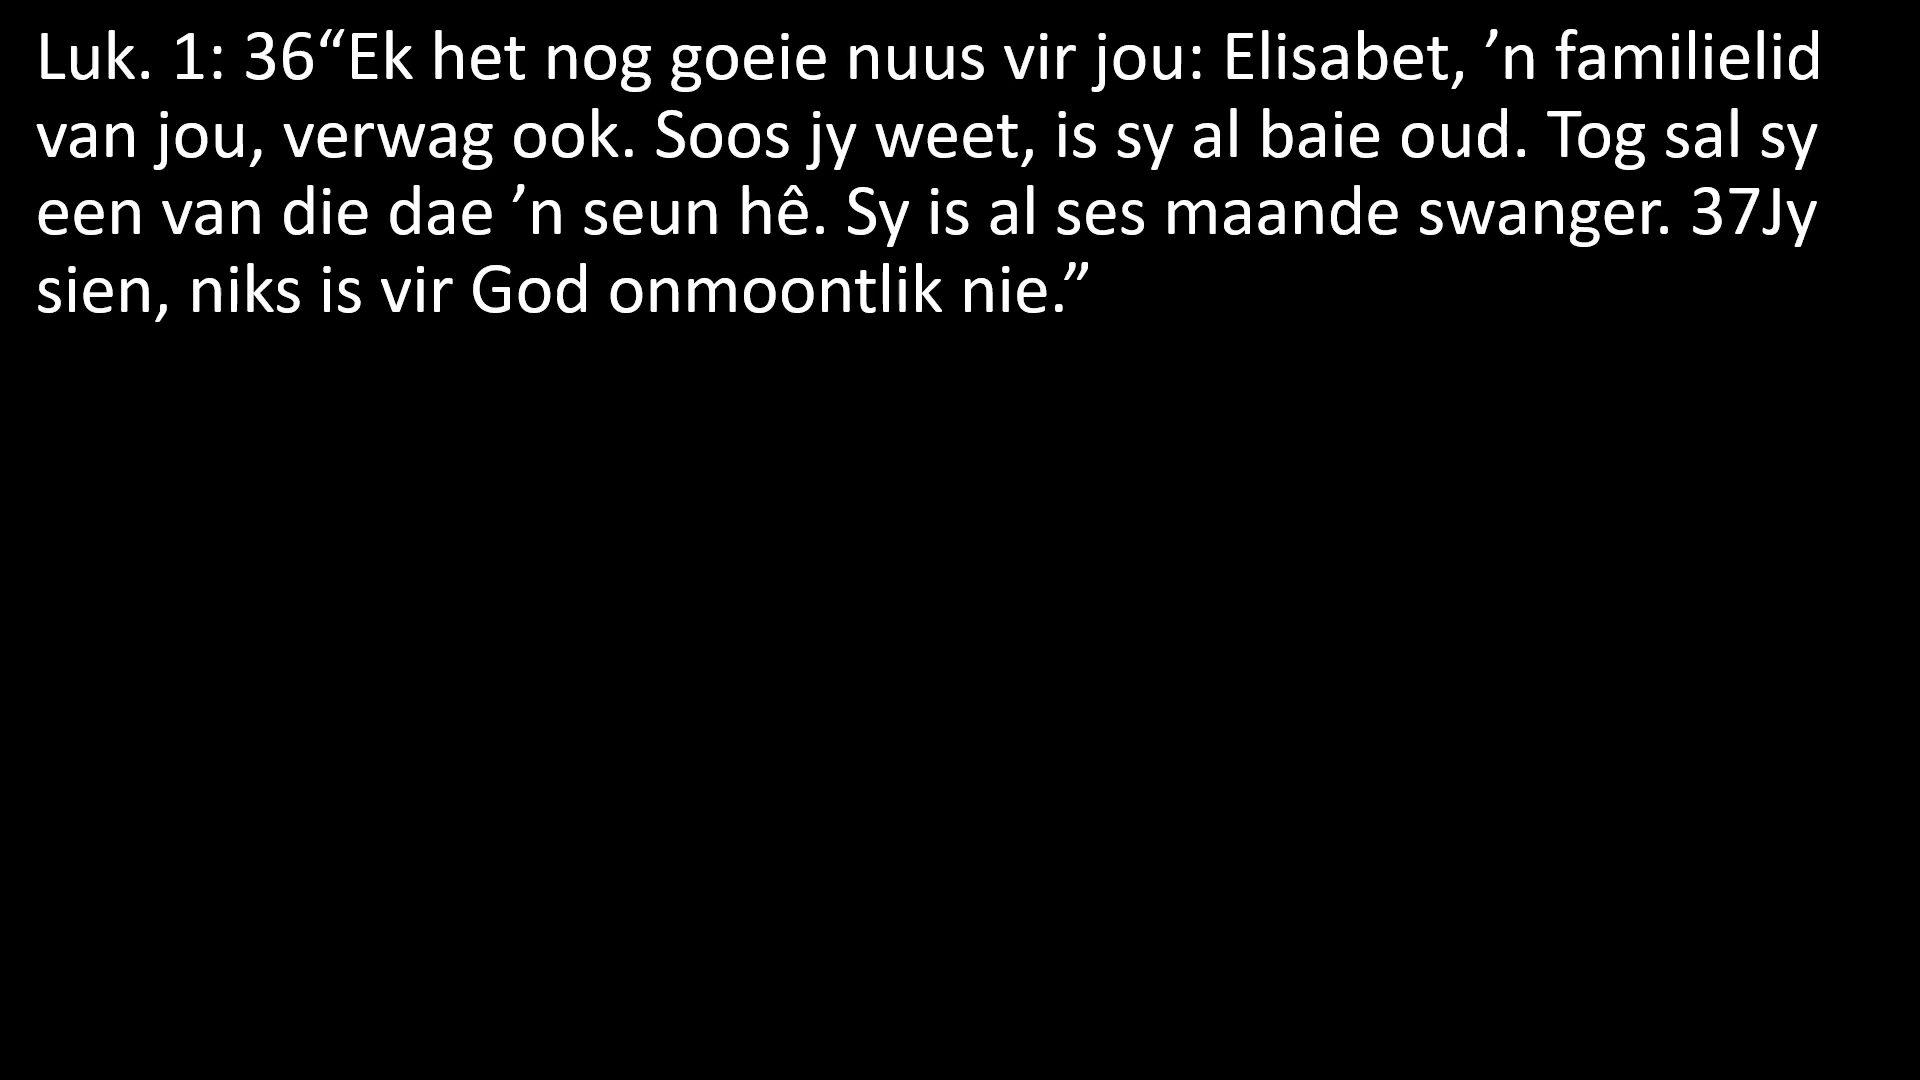 Luk. 1: 36“Ek het nog goeie nuus vir jou: Elisabet, ’n familielid
van jou, verwag ook. Soos jy weet, is sy al baie oud. Tog sal sy
een van die dae ’n seun hê. Sy is al ses maande swanger. 37Jy
sien, niks is vir God onmoontlik nie.”